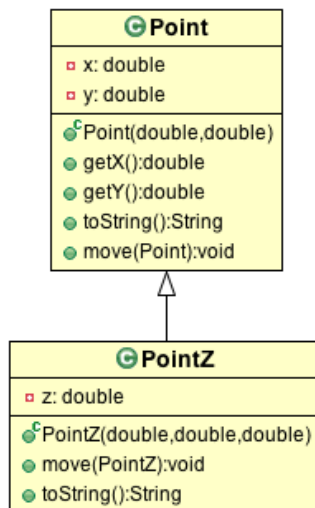 C Point
x: double
y: double
c Point(double,double)
getX():double
getY():double
toString():String
move(Point):void
C PointZ
z: double
c PointZ(double,double,double)
move(PointZ):void
toString():String